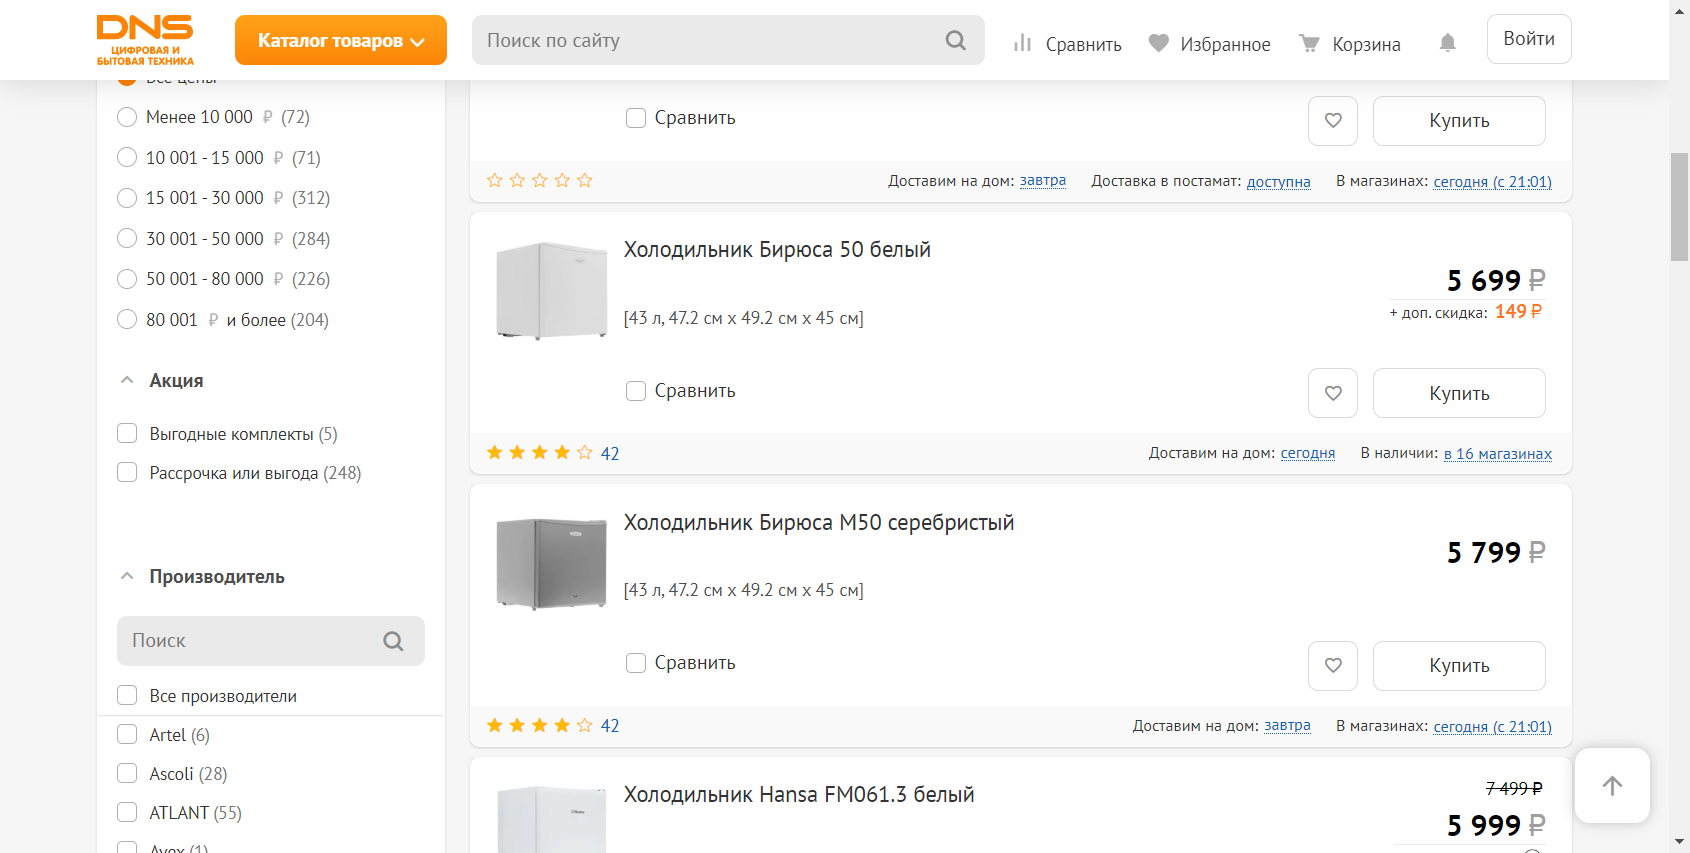 DNS
ЦИФРОВАЯ И
БЫТОВАЯ ТЕХНИКА
Каталог товаров
Поиск по сайту
Сравнить
Избранное
Корзина
Войти
Все цены
Менее 10 000 ₽ (72)
10 001 - 15 000 ₽ (71)
15 001 - 30 000 ₽ (312)
30 001 - 50 000 ₽ (284)
50 001 - 80 000 ₽ (226)
80 001 ₽ и более (204)
Акция
Выгодные комплекты (5)
Рассрочка или выгода (248)
Производитель
Поиск
Все производители
Artel (6)
Ascoli (28)
ATLANT (55)
Avex (1)
Сравнить
Купить
Доставим на дом: завтра
Доставка в постамат: доступна
В магазинах: сегодня (с 21:01)
Холодильник Бирюса 50 белый
5 699 ₽
+ доп. скидка: 149 ₽
[43 л, 47.2 см х 49.2 см х 45 см]
Сравнить
Купить
42
Доставим на дом: сегодня
В наличии: в 16 магазинах
Холодильник Бирюса М50 серебристый
5 799 ₽
[43 л, 47.2 см х 49.2 см х 45 см]
Сравнить
Купить
42
Доставим на дом: завтра
В магазинах: сегодня (с 21:01)
Холодильник Hansa FM061.3 белый
7 499 ₽
5 999 ₽